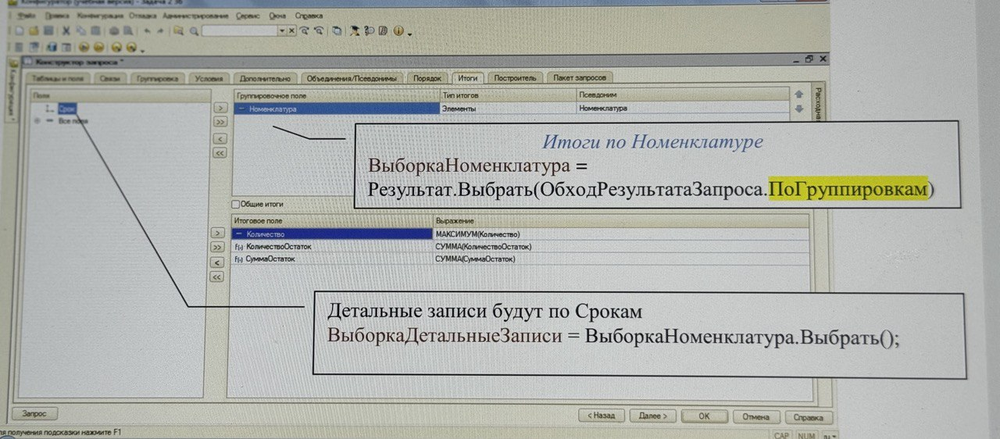 Конфигуратор (учебная версия) - Задача 2 36
Файл Правка Конфигурация Отладка Администрирование Сервис Окна Справка
Конструктор запроса *
Таблицы и поля Связи Группировка Условия Дополнительно Объединения/Псевдонимы Порядок Итоги Построитель Пакет запросов
Поля
Срок
Все поля
Группировочное поле Тип итогов Псевдоним
Номенклатура Элементы Номенклатура
> >> < <<
Итоги по Номенклатуре
ВыборкаНоменклатура =
Результат.Выбрать(ОбходРезультатаЗапроса.ПоГруппировкам)
Общие итоги
Итоговое поле Выражение
Количество МАКСИМУМ(Количество)
КоличествоОстаток СУММА(КоличествоОстаток)
СуммаОстаток СУММА(СуммаОстаток)
> >> < <<
Детальные записи будут по Срокам
ВыборкаДетальныеЗаписи = ВыборкаНоменклатура.Выбрать();
Запрос < Назад Далее > ОК Отмена Справка
ля получения подсказки нажмите F1
CAP NUM